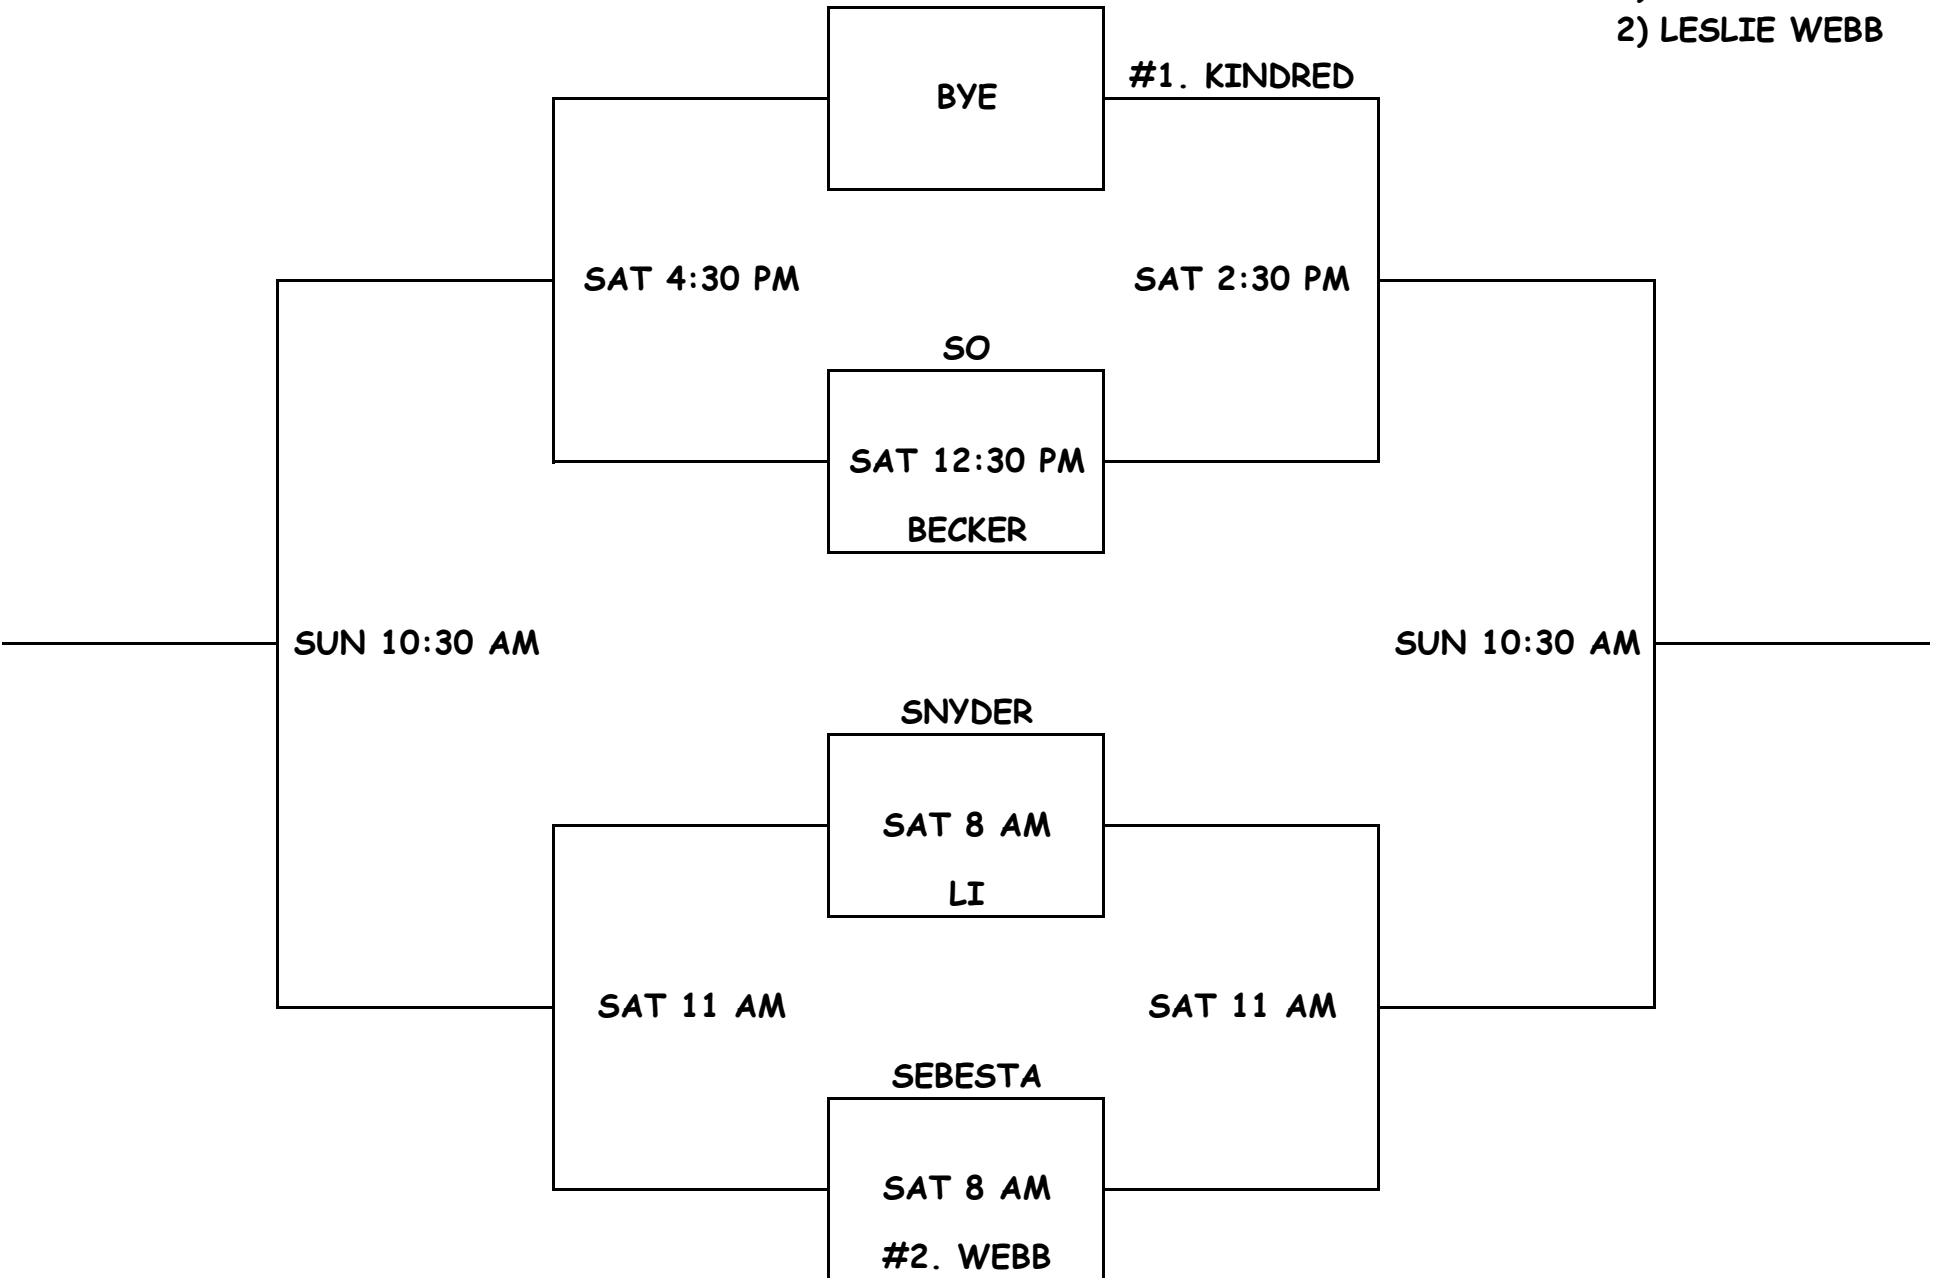 2) LESLIE WEBB
#1. KINDRED
BYE
SAT 4:30 PM
SAT 2:30 PM
SO
SAT 12:30 PM
BECKER
SUN 10:30 AM
SUN 10:30 AM
SNYDER
SAT 8 AM
LI
SAT 11 AM
SAT 11 AM
SEBESTA
SAT 8 AM
#2. WEBB